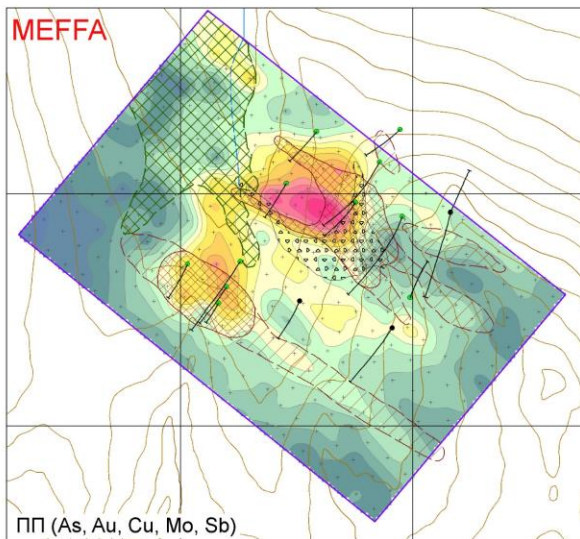 MEFFA
ПП (As, Au, Cu, Mo, Sb)